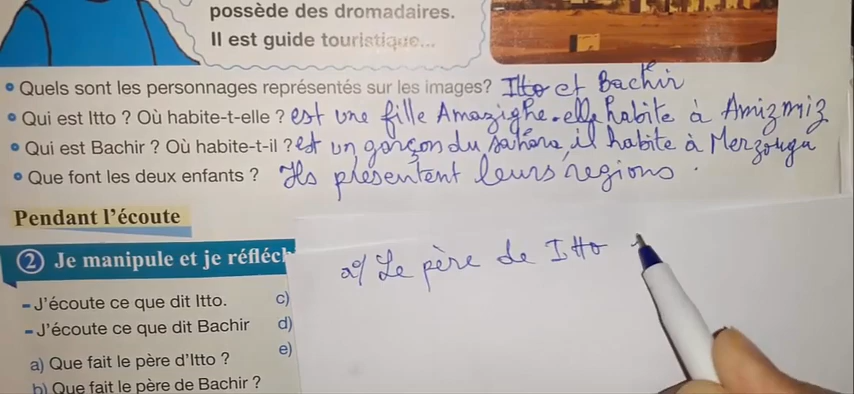 possède des dromadaires.
Il est guide touristique...
• Quels sont les personnages représentés sur les images? Itto et Bachir
• Qui est Itto ? Où habite-t-elle ? est une fille Amazighe. elle habite à Amizmiz
• Qui est Bachir ? Où habite-t-il ? est un garçon du sahara, il habite à Merzouga
• Que font les deux enfants ? Ils présentent leurs regions.
Pendant l'écoute
② Je manipule et je réfléch
- J'écoute ce que dit Itto. c)
- J'écoute ce que dit Bachir d)
e)
a) Que fait le père d'Itto ?
b) Que fait le père de Bachir ?
a/ Le père de Itto